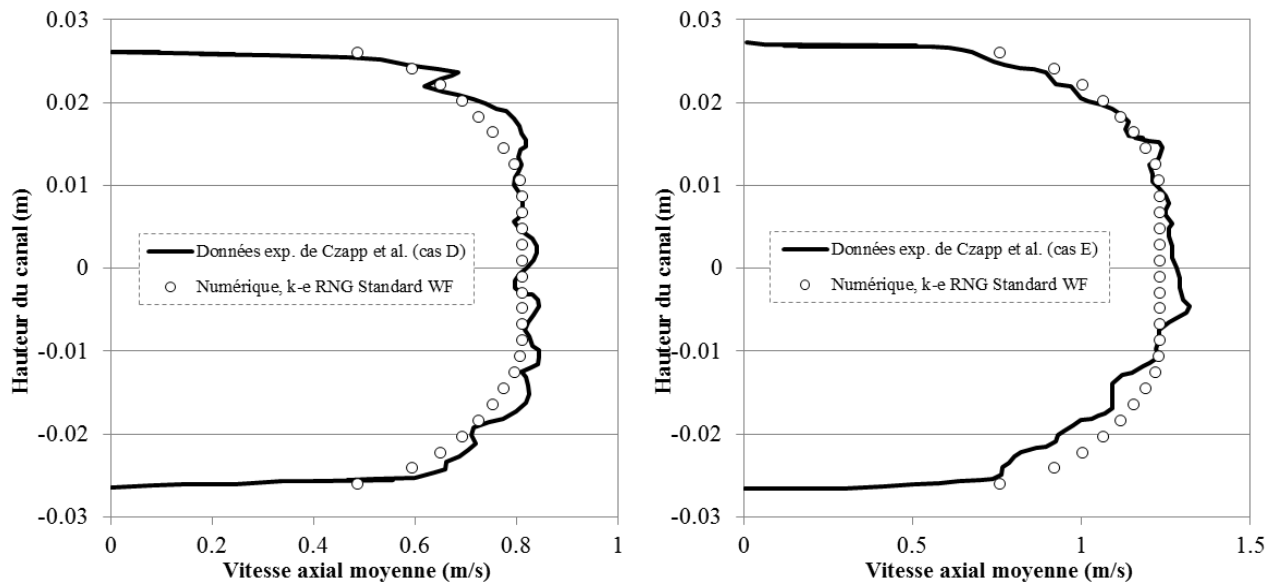 0.03
0.02
0.01
0
-0.01
-0.02
-0.03
Hauteur du canal (m)
Données exp. de Czapp et al. (cas D)
Numérique, k-e RNG Standard WF
0 0.2 0.4 0.6 0.8 1
Vitesse axial moyenne (m/s)
0.03
0.02
0.01
0
-0.01
-0.02
-0.03
Hauteur du canal (m)
Données exp. de Czapp et al. (cas E)
Numérique, k-e RNG Standard WF
0 0.5 1 1.5
Vitesse axial moyenne (m/s)